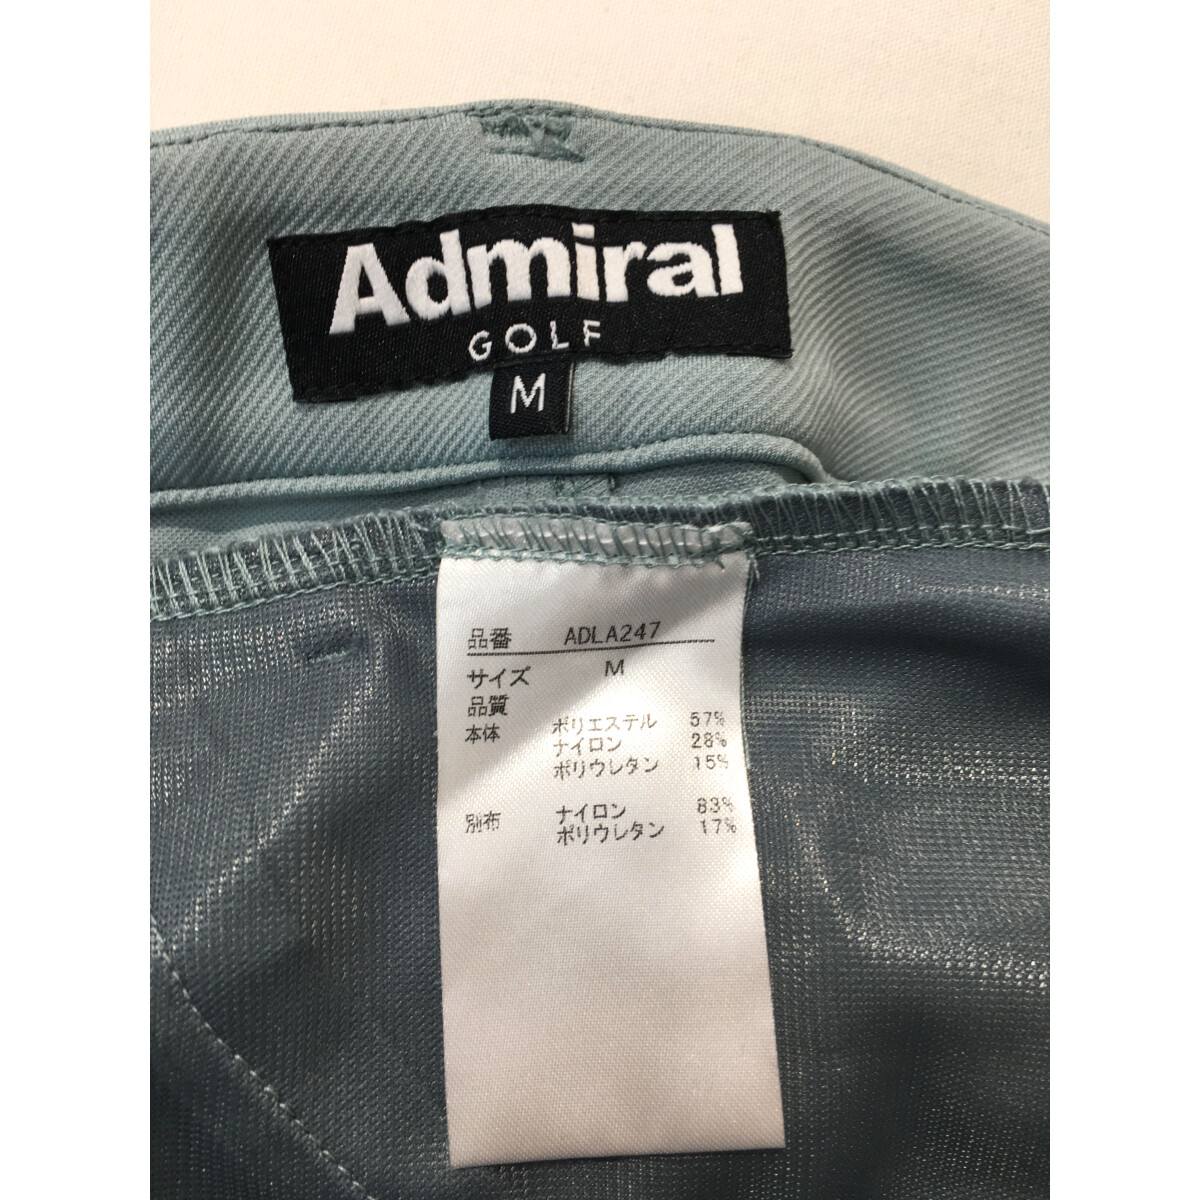 Admiral
GOLF
M
品番 ADLA247
サイズ M
品質
本体 ポリエステル 57%
ナイロン 28%
ポリウレタン 15%
別布 ナイロン 83%
ポリウレタン 17%